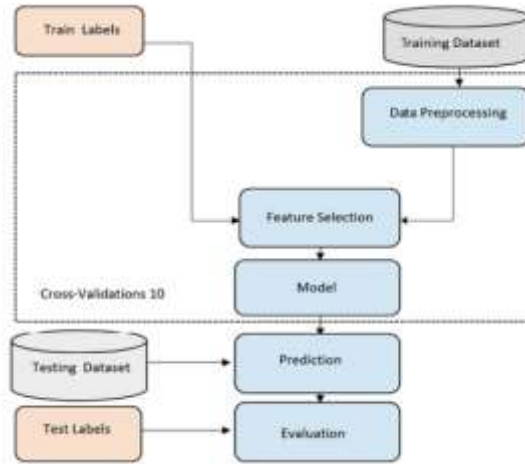 Train Labels
Training Dataset
Data Preprocessing
Feature Selection
Model
Cross-Validations 10
Prediction
Testing Dataset
Test Labels
Evaluation